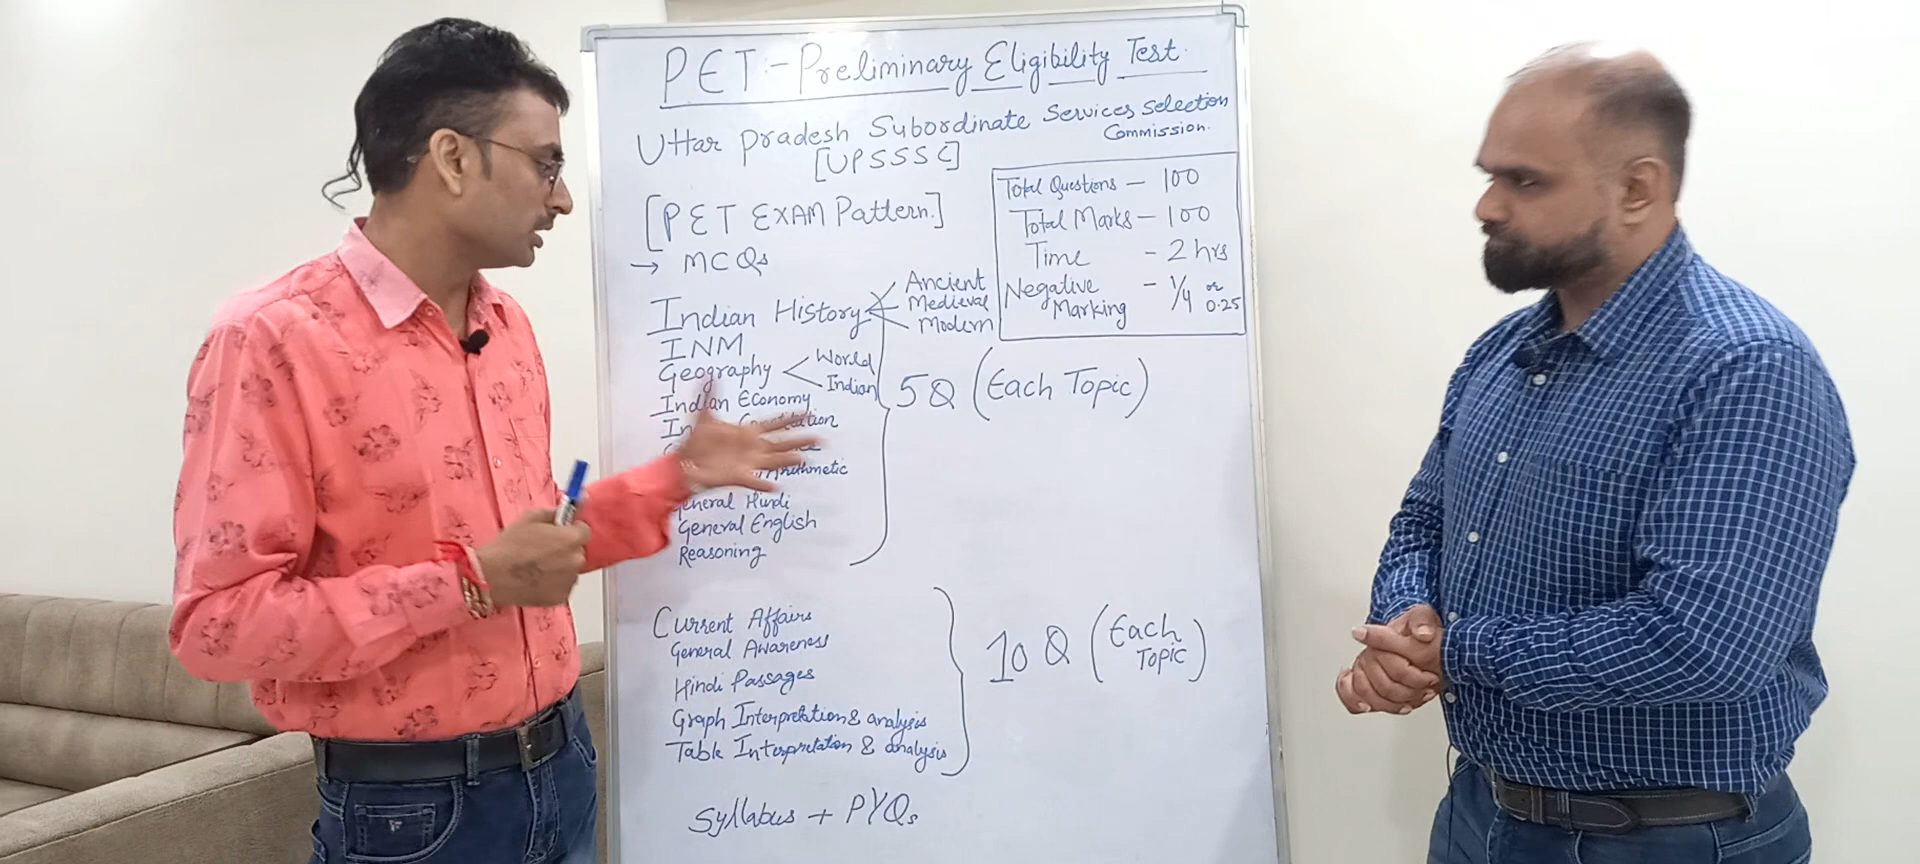 PET:- Preliminary Eligibility Test.
Uttar Pradesh Subordinate Services Selection
Commission.
[UPSSSC]
[PET EXAM Pattern.]
→ MCQs
Total Questions – 100
Total Marks – 100
Time - 2 hrs
Negative Marking - 1/4 or 0.25
Indian History
Ancient
Medieval
Modern
INM
Geography
World
Indian
Indian Economy
5Q (Each Topic)
Arithmetic
General Hindi
General English
Reasoning
Current Affairs
General Awareness
Hindi Passages
Graph Interpretation & analysis
Table Interpretation & analysis
10 Q (Each Topic)
Syllabus + PYQs